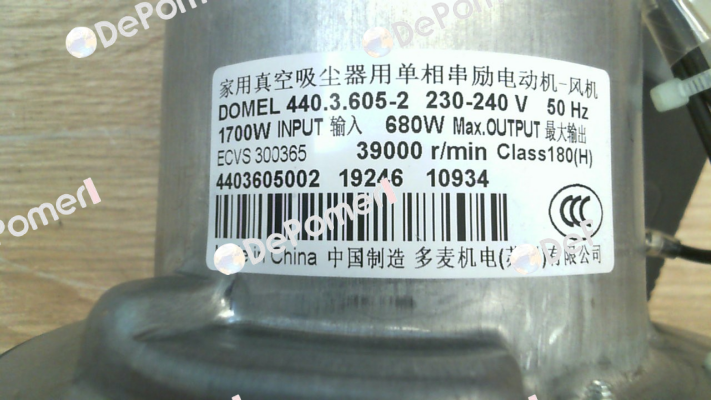 DePomerl
DePomerl
家用真空吸尘器用单相串励电动机-风机
DOMEL 440.3.605-2 230-240 V 50 Hz
1700W INPUT 输入 680W Max.OUTPUT 最大输出
ECVS 300365 39000 r/min Class180(H)
4403605002 19246 10934
DePomerl
DePomerl
CCC
DePomerl
China 中国制造 多麦机电( )有限公司
DePomerl
DePomerl